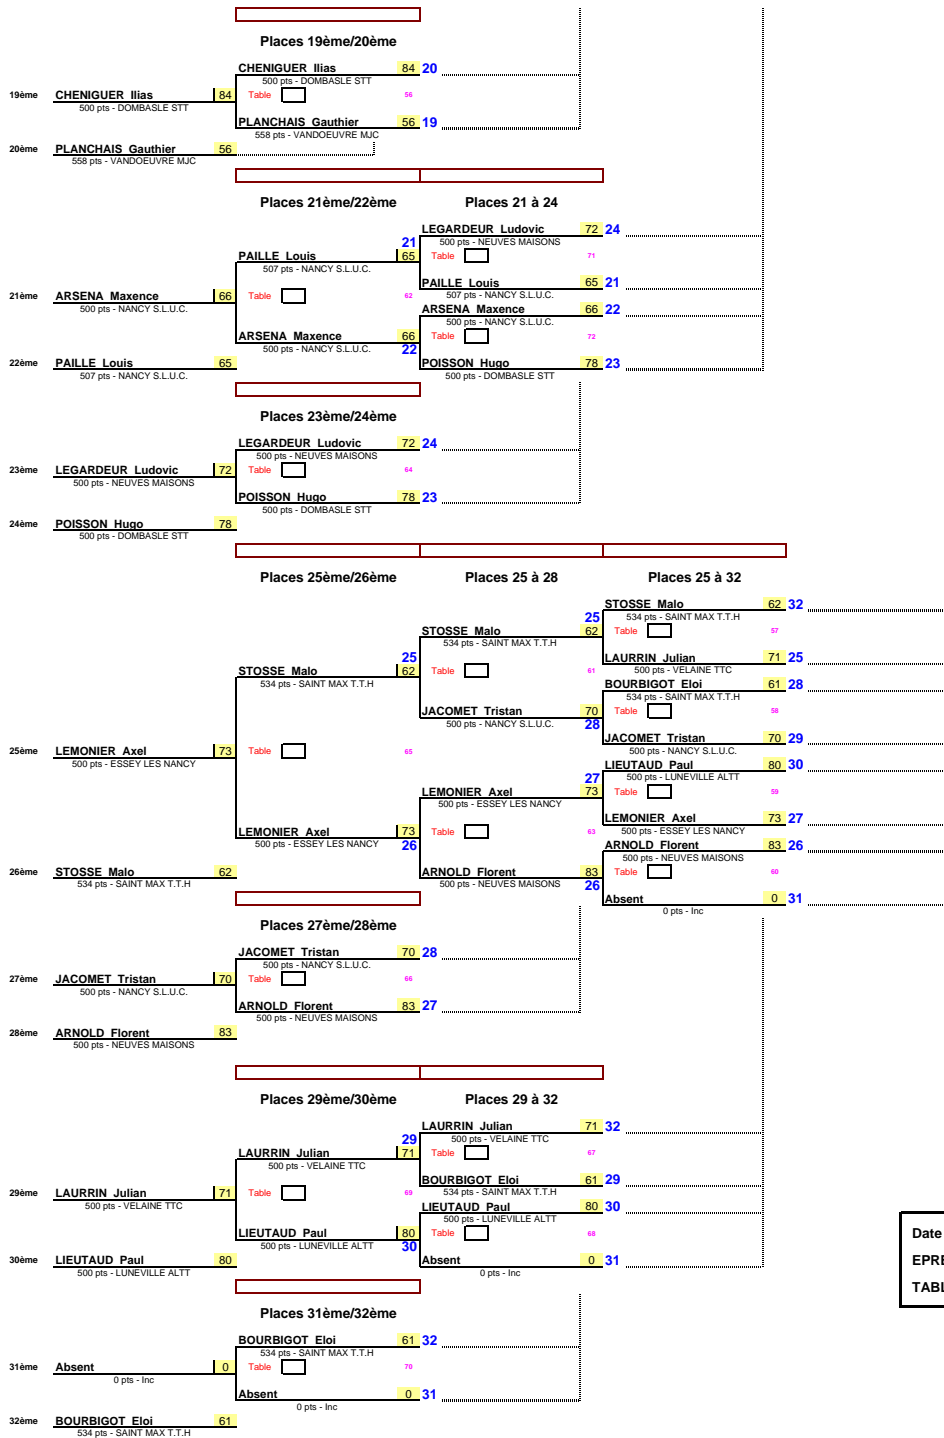 Places 19ème/20ème
CHENIGUER Ilias 84 20
500 pts - DOMBASLE STT
19ème CHENIGUER Ilias 84 Table 56
500 pts - DOMBASLE STT
PLANCHAIS Gauthier 56 19
558 pts - VANDOEUVRE MJC
20ème PLANCHAIS Gauthier 56
558 pts - VANDOEUVRE MJC
Places 21ème/22ème Places 21 à 24
LEGARDEUR Ludovic 72 24
21 500 pts - NEUVES MAISONS
PAILLE Louis 65 Table 71
507 pts - NANCY S.L.U.C.
PAILLE Louis 65 21
507 pts - NANCY S.L.U.C.
21ème ARSENA Maxence 66 Table 62
500 pts - NANCY S.L.U.C.
ARSENA Maxence 66 22
500 pts - NANCY S.L.U.C.
ARSENA Maxence 66 Table 72
500 pts - NANCY S.L.U.C. 22
22ème PAILLE Louis 65
507 pts - NANCY S.L.U.C.
POISSON Hugo 78 23
500 pts - DOMBASLE STT
Places 23ème/24ème
LEGARDEUR Ludovic 72 24
500 pts - NEUVES MAISONS
23ème LEGARDEUR Ludovic 72 Table 64
500 pts - NEUVES MAISONS
POISSON Hugo 78 23
500 pts - DOMBASLE STT
24ème POISSON Hugo 78
500 pts - DOMBASLE STT
Places 25ème/26ème Places 25 à 28 Places 25 à 32
STOSSE Malo 62 32
25 534 pts - SAINT MAX T.T.H
STOSSE Malo 62 Table 57
534 pts - SAINT MAX T.T.H
25 LAURRIN Julian 71 25
500 pts - VELAINE TTC
STOSSE Malo 62 Table 61
534 pts - SAINT MAX T.T.H
BOURBIGOT Eloi 61 28
534 pts - SAINT MAX T.T.H
JACOMET Tristan 70 Table 58
500 pts - NANCY S.L.U.C. 28
JACOMET Tristan 70 29
500 pts - NANCY S.L.U.C.
25ème LEMONIER Axel 73 Table 65
500 pts - ESSEY LES NANCY
LIEUTAUD Paul 80 30
27 500 pts - LUNEVILLE ALTT
LEMONIER Axel 73 Table 59
500 pts - ESSEY LES NANCY
LEMONIER Axel 73 27
500 pts - ESSEY LES NANCY
LEMONIER Axel 73 Table 63
500 pts - ESSEY LES NANCY 26
ARNOLD Florent 83 26
500 pts - NEUVES MAISONS
26ème STOSSE Malo 62
534 pts - SAINT MAX T.T.H
ARNOLD Florent 83 Table 60
500 pts - NEUVES MAISONS 26
Absent 0 31
0 pts - Inc
Places 27ème/28ème
JACOMET Tristan 70 28
500 pts - NANCY S.L.U.C.
27ème JACOMET Tristan 70 Table 66
500 pts - NANCY S.L.U.C.
ARNOLD Florent 83 27
500 pts - NEUVES MAISONS
28ème ARNOLD Florent 83
500 pts - NEUVES MAISONS
Places 29ème/30ème Places 29 à 32
LAURRIN Julian 71 32
29 500 pts - VELAINE TTC
LAURRIN Julian 71 Table 67
500 pts - VELAINE TTC
BOURBIGOT Eloi 61 29
534 pts - SAINT MAX T.T.H
29ème LAURRIN Julian 71 Table 69
500 pts - VELAINE TTC
LIEUTAUD Paul 80 30
500 pts - LUNEVILLE ALTT
LIEUTAUD Paul 80 Table 68
500 pts - LUNEVILLE ALTT 30
Date
30ème LIEUTAUD Paul 80
500 pts - LUNEVILLE ALTT
Absent 0 31
0 pts - Inc
EPRE
TABL
Places 31ème/32ème
BOURBIGOT Eloi 61 32
534 pts - SAINT MAX T.T.H
31ème Absent 0 Table 70
0 pts - Inc
Absent 0 31
0 pts - Inc
32ème BOURBIGOT Eloi 61
534 pts - SAINT MAX T.T.H